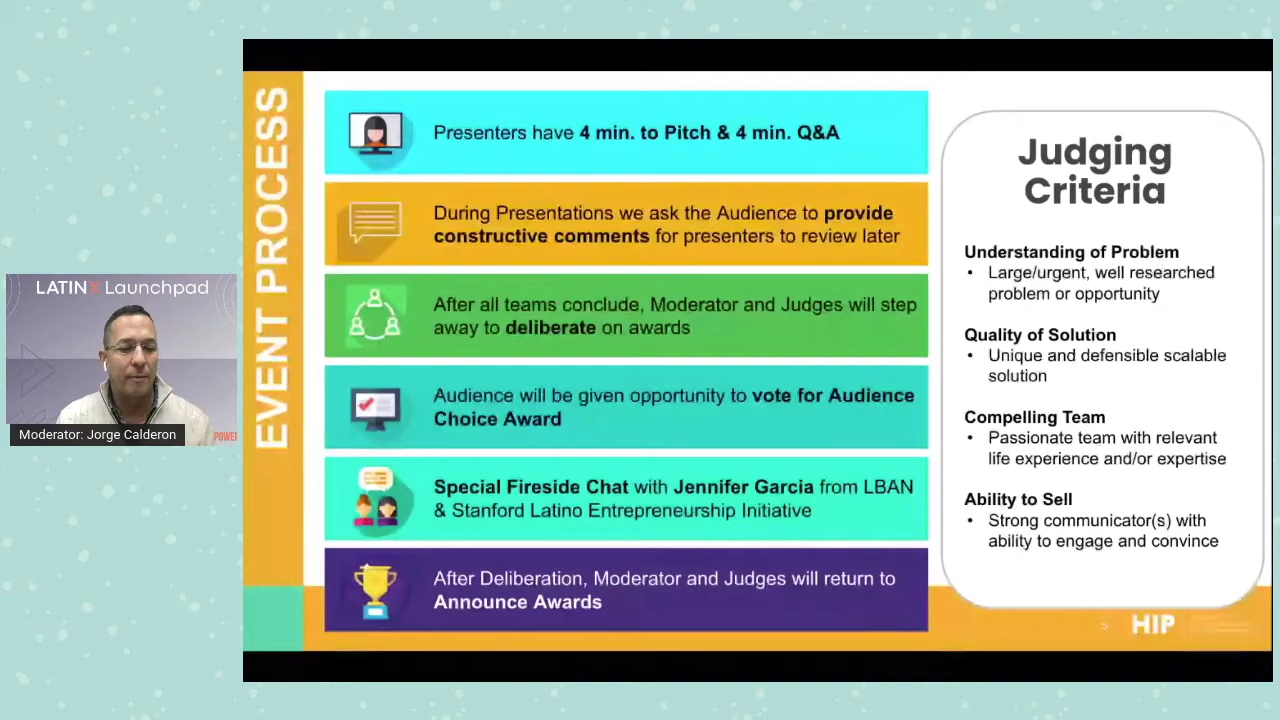 LATINX Launchpad
Moderator: Jorge Calderon
POWER
EVENT PROCESS
Presenters have 4 min. to Pitch & 4 min. Q&A
During Presentations we ask the Audience to provide
constructive comments for presenters to review later
After all teams conclude, Moderator and Judges will step
away to deliberate on awards
Audience will be given opportunity to vote for Audience
Choice Award
Special Fireside Chat with Jennifer Garcia from LBAN
& Stanford Latino Entrepreneurship Initiative
After Deliberation, Moderator and Judges will return to
Announce Awards
Judging
Criteria
Understanding of Problem
• Large/urgent, well researched
problem or opportunity
Quality of Solution
• Unique and defensible scalable
solution
Compelling Team
• Passionate team with relevant
life experience and/or expertise
Ability to Sell
• Strong communicator(s) with
ability to engage and convince
HIP